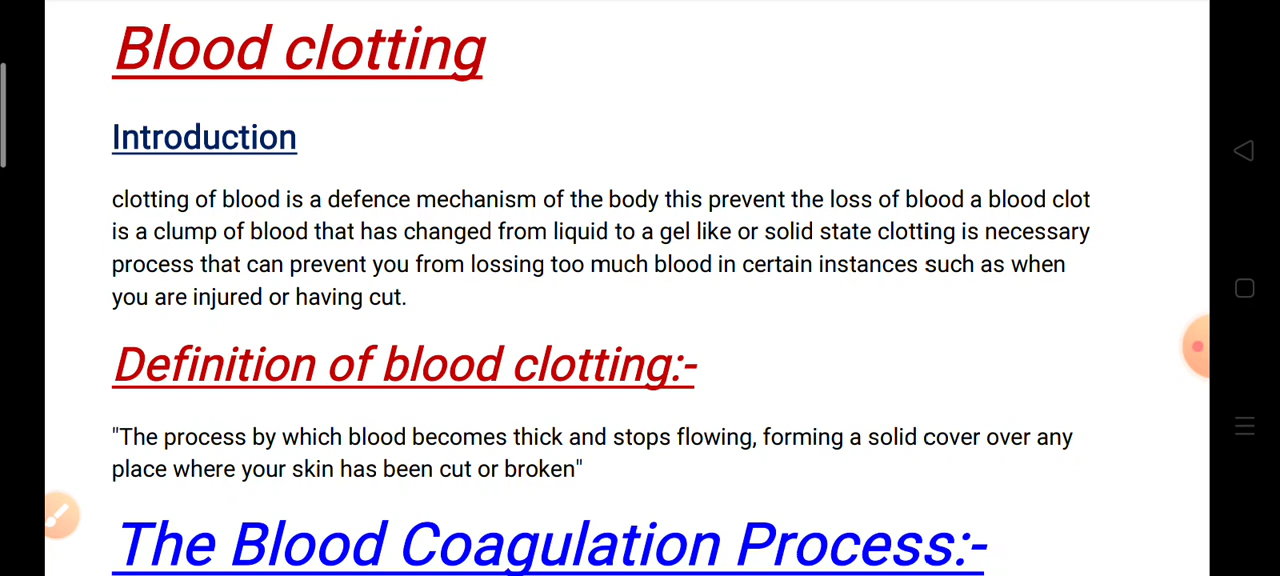 Blood clotting
Introduction
clotting of blood is a defence mechanism of the body this prevent the loss of blood a blood clot
is a clump of blood that has changed from liquid to a gel like or solid state clotting is necessary
process that can prevent you from lossing too much blood in certain instances such as when
you are injured or having cut.
Definition of blood clotting:-
"The process by which blood becomes thick and stops flowing, forming a solid cover over any
place where your skin has been cut or broken"
The Blood Coagulation Process:-